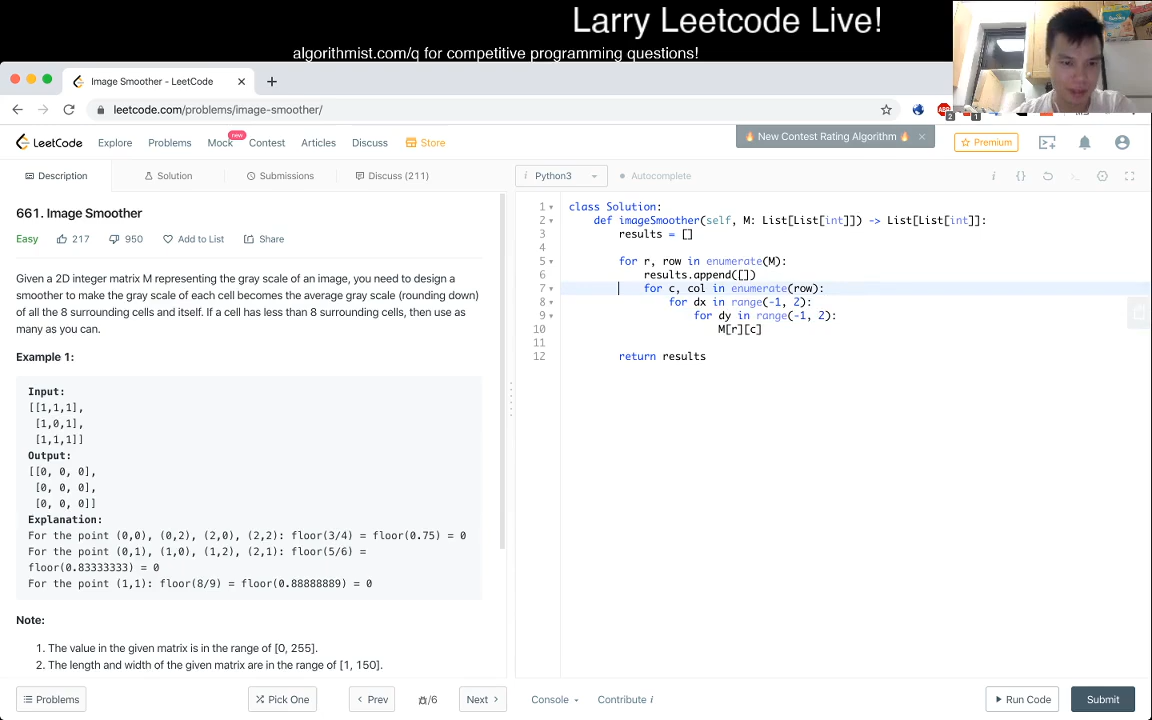 Larry Leetcode Live!
algorithmist.com/q for competitive programming questions!
Image Smoother - LeetCode
leetcode.com/problems/image-smoother/
LeetCode Explore Problems Mock new Contest Articles Discuss Store
🔥 New Contest Rating Algorithm 🔥 ×
Premium
Description Solution Submissions Discuss (211)
Python3 Autocomplete
661. Image Smoother
Easy 217 950 Add to List Share
Given a 2D integer matrix M representing the gray scale of an image, you need to design a
smoother to make the gray scale of each cell becomes the average gray scale (rounding down)
of all the 8 surrounding cells and itself. If a cell has less than 8 surrounding cells, then use as
many as you can.
Example 1:
Input:
[[1,1,1],
[1,0,1],
[1,1,1]]
Output:
[[0, 0, 0],
[0, 0, 0],
[0, 0, 0]]
Explanation:
For the point (0,0), (0,2), (2,0), (2,2): floor(3/4) = floor(0.75) = 0
For the point (0,1), (1,0), (1,2), (2,1): floor(5/6) =
floor(0.83333333) = 0
For the point (1,1): floor(8/9) = floor(0.88888889) = 0
Note:
1. The value in the given matrix is in the range of [0, 255].
2. The length and width of the given matrix are in the range of [1, 150].
1 class Solution:
2 def imageSmoother(self, M: List[List[int]]) -> List[List[int]]:
3 results = []
4
5 for r, row in enumerate(M):
6 results.append([])
7 for c, col in enumerate(row):
8 for dx in range(-1, 2):
9 for dy in range(-1, 2):
10 M[r][c]
11
12 return results
Problems Pick One Prev /6 Next Console Contribute i Run Code Submit